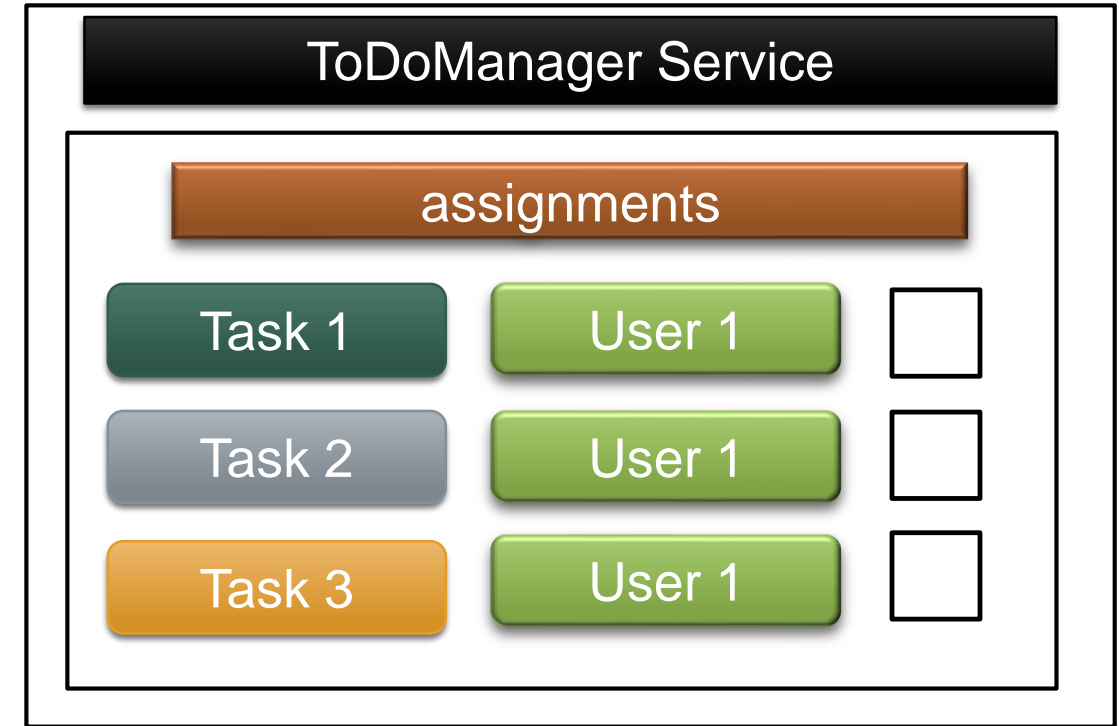 ToDoManager Service
assignments
Task 1 User 1
Task 2 User 1
Task 3 User 1